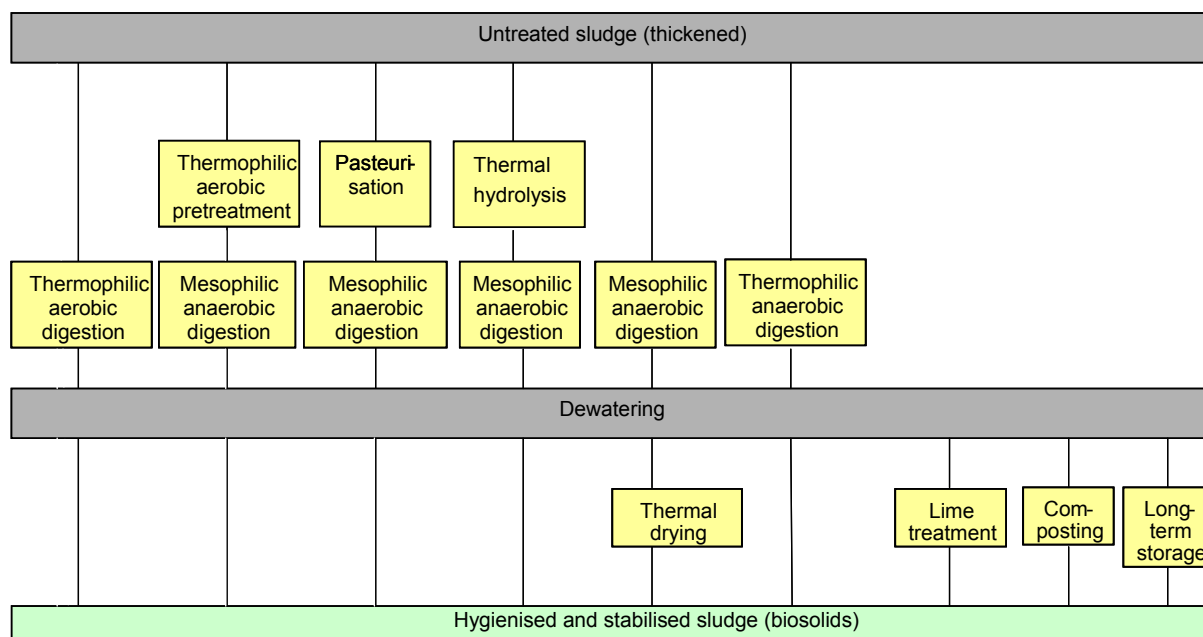 Untreated sludge (thickened)
Thermophilic
aerobic
pretreatment
Pasteuri-
sation
Thermal
hydrolysis
Thermophilic
aerobic
digestion
Mesophilic
anaerobic
digestion
Mesophilic
anaerobic
digestion
Mesophilic
anaerobic
digestion
Mesophilic
anaerobic
digestion
Thermophilic
anaerobic
digestion
Dewatering
Thermal
drying
Lime
treatment
Com-
posting
Long-
term
storage
Hygienised and stabilised sludge (biosolids)